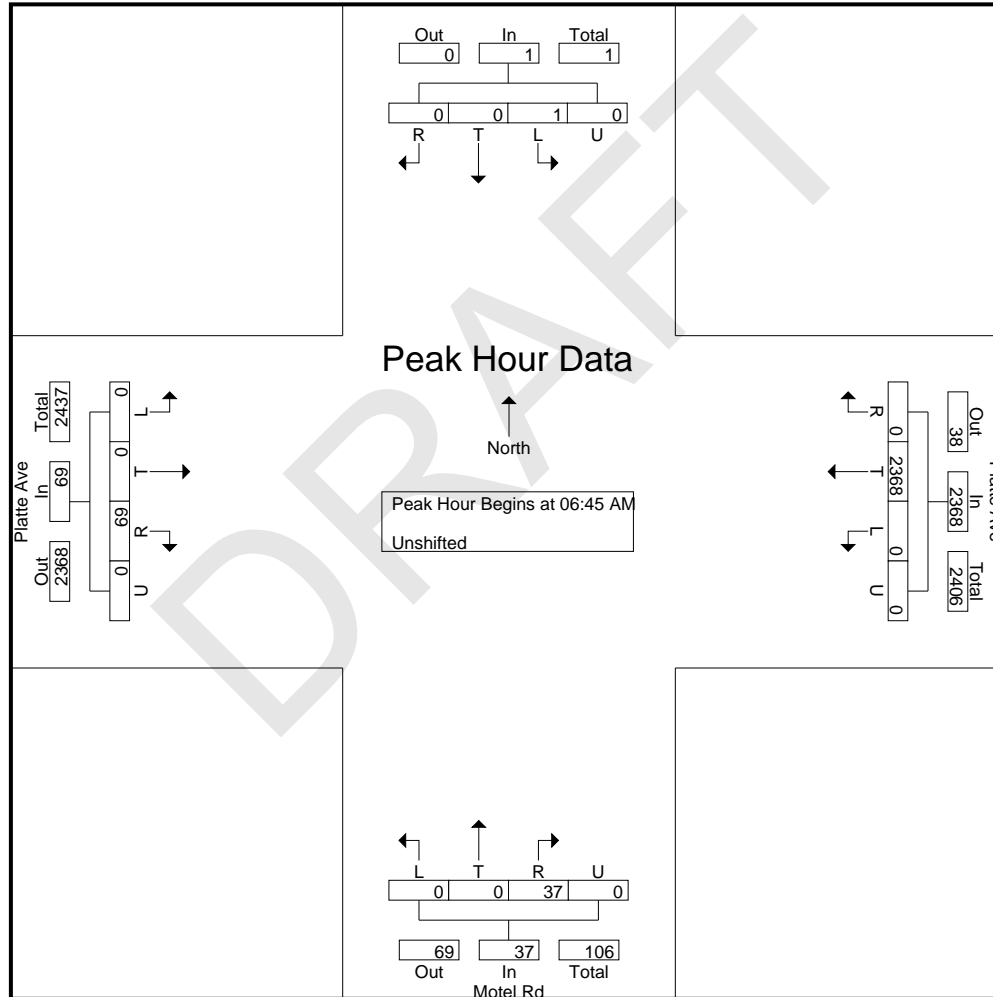 Out In Total
0 1 1
0 0 1 0
R T L U
Peak Hour Data
North
Peak Hour Begins at 06:45 AM
Unshifted
Platte Ave
Total In Out
2437 69 2368
0 0 69 0
L T R U
R T L U
0 2368 0 0
Out In Total
38 2368 2406
L T R U
0 0 37 0
69 37 106
Out In Total
Motel Rd
DRAFT